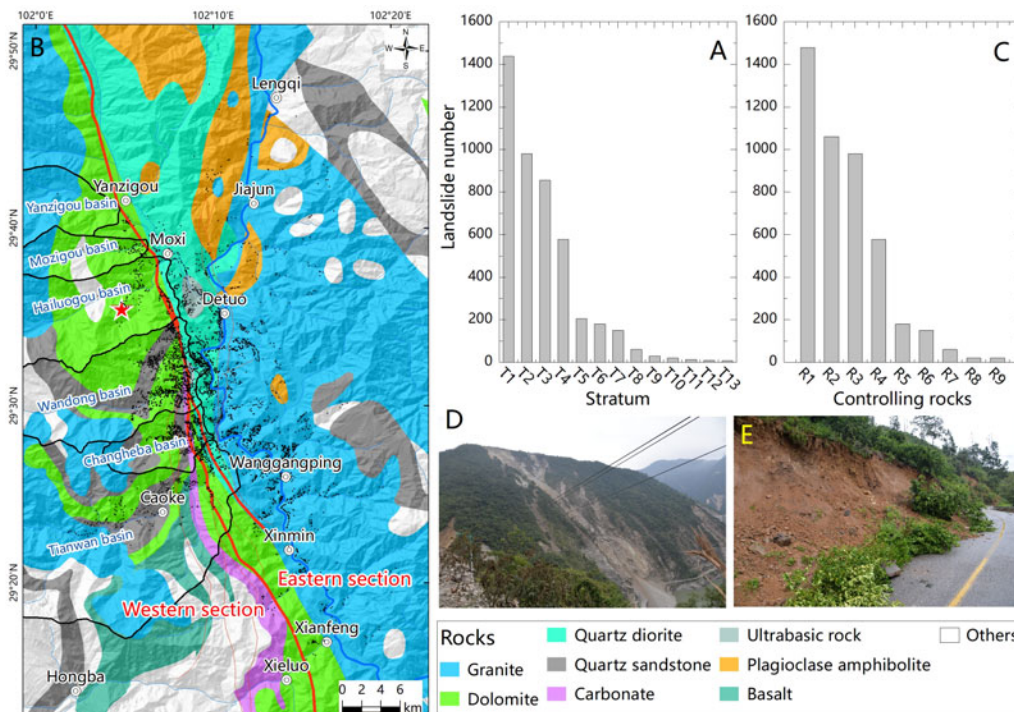 102°0'E
102°10'E
102°20'E
29°50'N
29°40'N
29°30'N
29°20'N
B
N
W
E
S
Lengqi
Yanzigou
Yanzigou basin
Jiajun
Moxi
Mozigou basin
Hailuogou basin
Detuo
Wandong basin
Changheba basin
Wanggangping
Caoke
Tianwan basin
Xinmin
Eastern section
Western section
Xianfeng
Xieluo
Hongba
0 2 4 6
km
A
Landslide number
1600
1400
1200
1000
800
600
400
200
0
T1 T2 T3 T4 T5 T6 T7 T8 T9 T10 T11 T12 T13
Stratum
C
1600
1400
1200
1000
800
600
400
200
0
R1 R2 R3 R4 R5 R6 R7 R8 R9
Controlling rocks
D
E
Rocks
Granite
Dolomite
Quartz diorite
Quartz sandstone
Carbonate
Ultrabasic rock
Plagioclase amphibolite
Basalt
Others